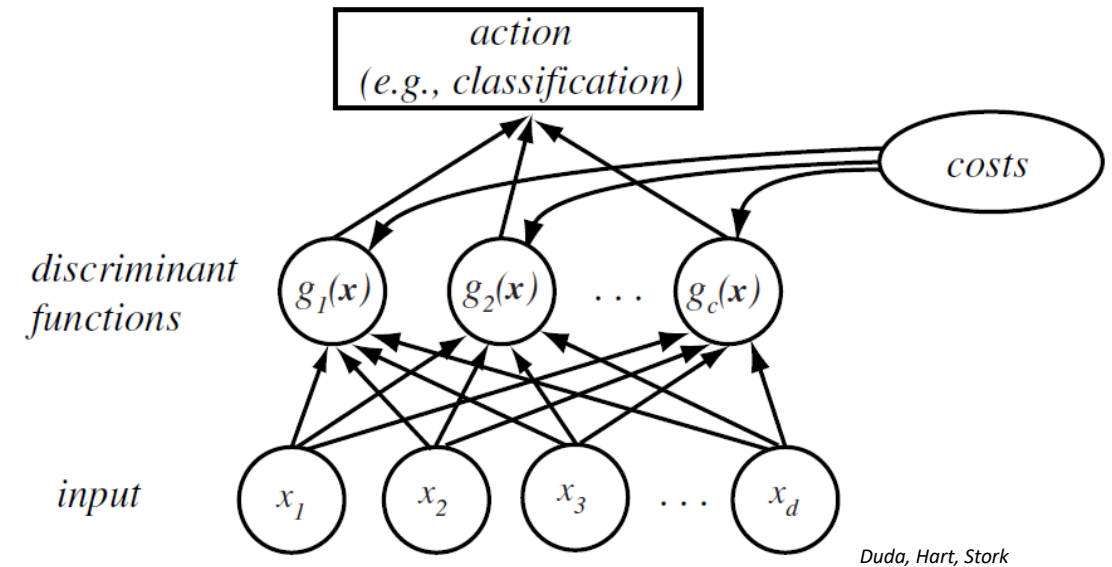 action
(e.g., classification)
costs
discriminant
functions
g1(x)
g2(x)
. . .
gc(x)
input
x1
x2
x3
. . .
xd
Duda, Hart, Stork